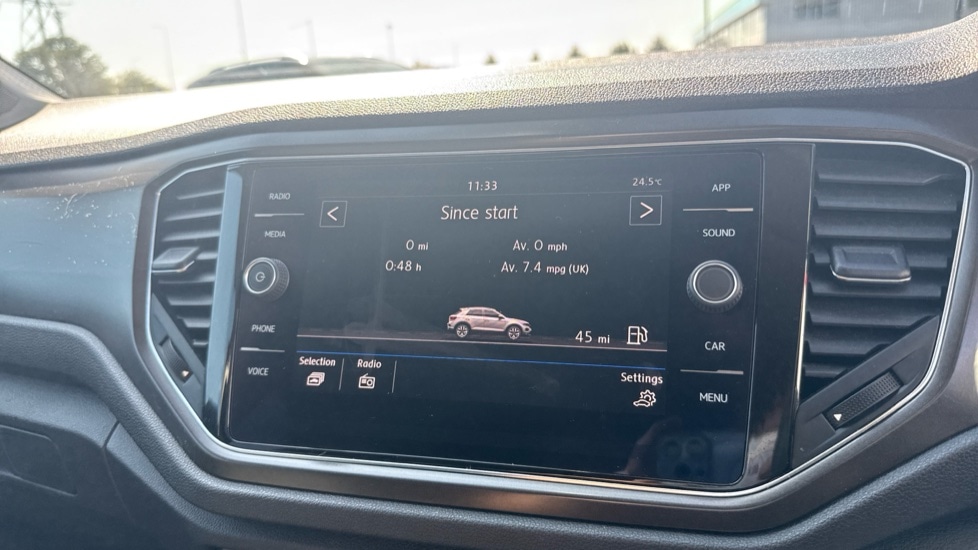 11:33
24.5°C
RADIO
APP
< Since start >
MEDIA
SOUND
0 mi Av. 0 mph
0:48 h Av. 7.4 mpg (UK)
PHONE
45 mi
CAR
VOICE
Selection Radio
Settings
MENU